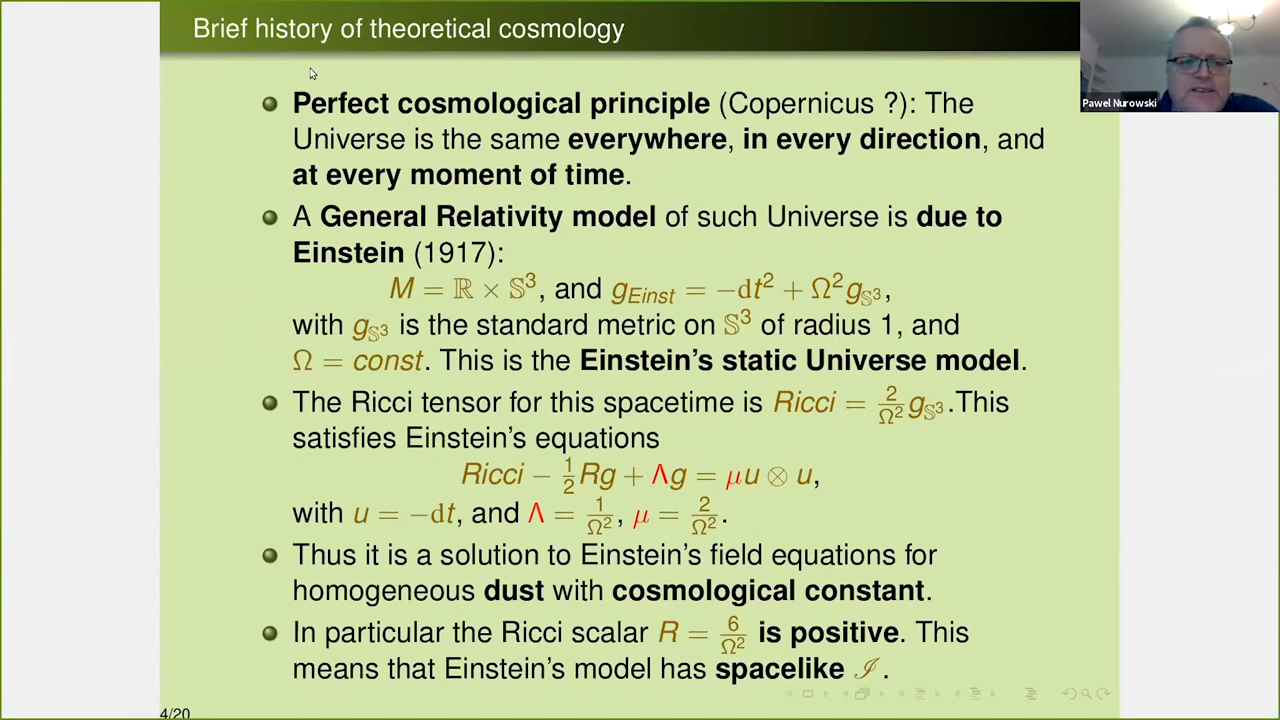 Brief history of theoretical cosmology
Pawel Nurowski
Perfect cosmological principle (Copernicus ?): The
Universe is the same everywhere, in every direction, and
at every moment of time.
A General Relativity model of such Universe is due to
Einstein (1917):
M = ℝ × 𝕊³, and g_Einst = −dt² + Ω²g_𝕊³,
with g_𝕊³ is the standard metric on 𝕊³ of radius 1, and
Ω = const. This is the Einstein's static Universe model.
The Ricci tensor for this spacetime is Ricci = 2/Ω² g_𝕊³.This
satisfies Einstein's equations
Ricci − ½Rg + Λg = μu ⊗ u,
with u = −dt, and Λ = 1/Ω², μ = 2/Ω².
Thus it is a solution to Einstein's field equations for
homogeneous dust with cosmological constant.
In particular the Ricci scalar R = 6/Ω² is positive. This
means that Einstein's model has spacelike ℐ.
4/20